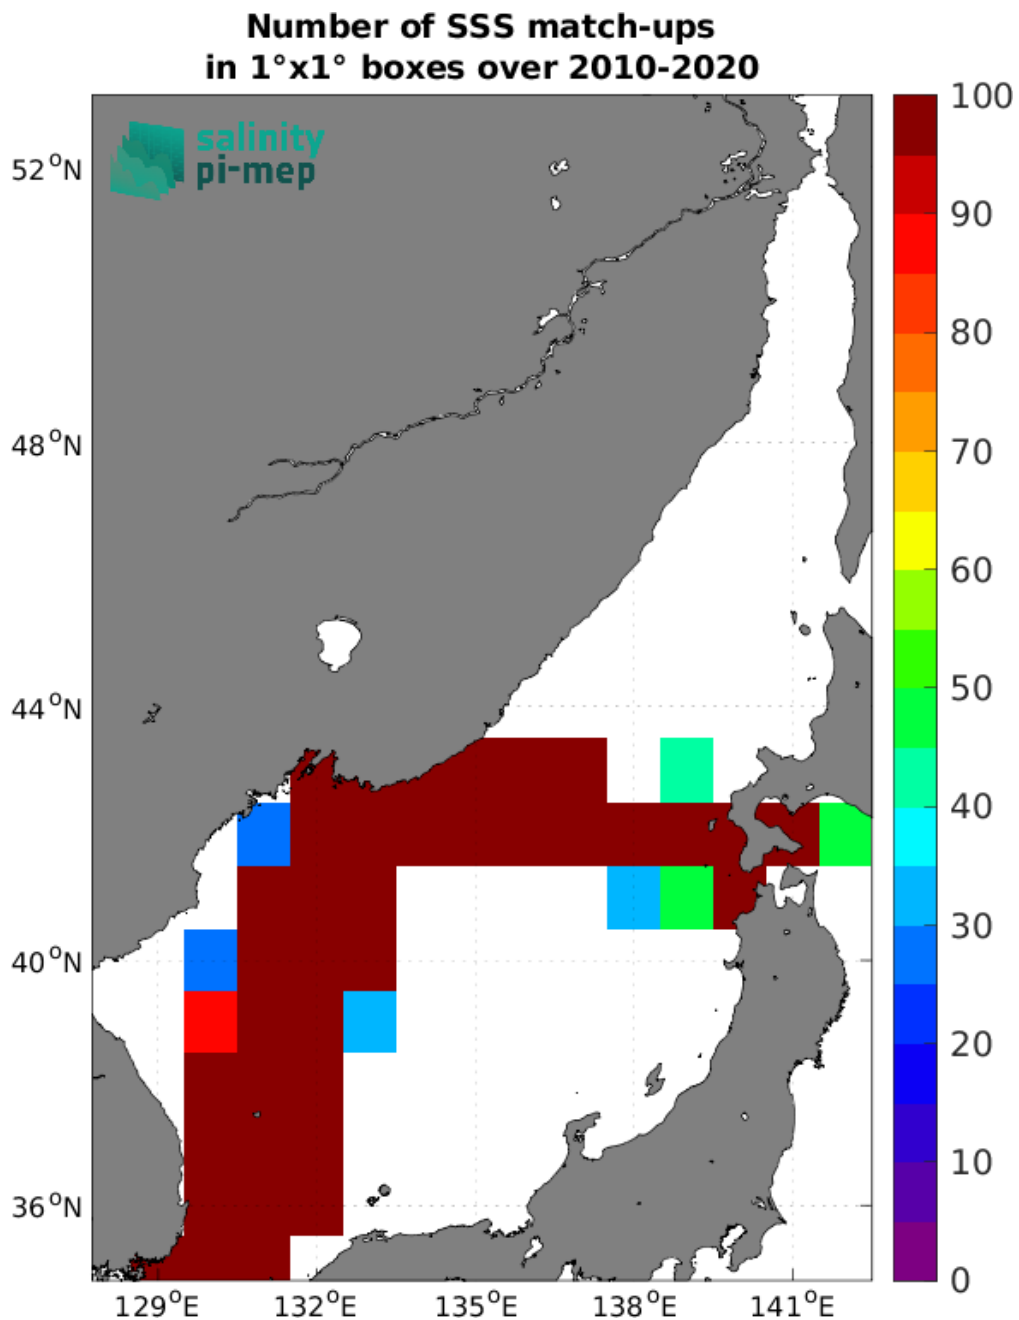 Number of SSS match-ups
in 1°x1° boxes over 2010-2020
salinity
pi-mep
52°N
48°N
44°N
40°N
36°N
129°E
132°E
135°E
138°E
141°E
100
90
80
70
60
50
40
30
20
10
0